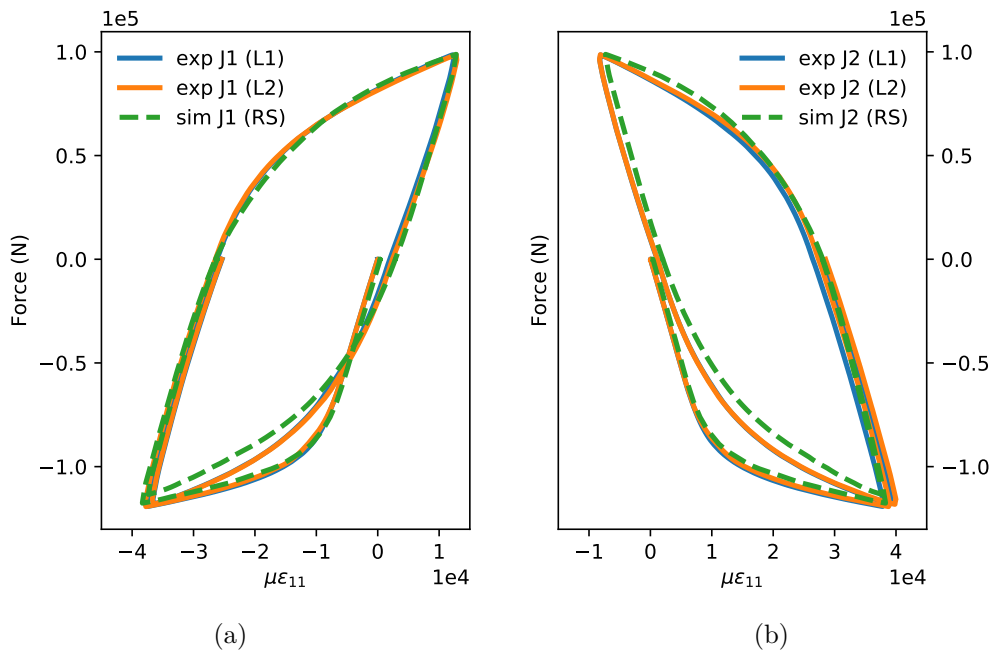 1e5
exp J1 (L1)
exp J1 (L2)
sim J1 (RS)
Force (N)
1.0
0.5
0.0
−0.5
−1.0
−4 −3 −2 −1 0 1
1e4
με₁₁
(a)
1e5
exp J2 (L1)
exp J2 (L2)
sim J2 (RS)
Force (N)
1.0
0.5
0.0
−0.5
−1.0
−1 0 1 2 3 4
1e4
με₁₁
(b)